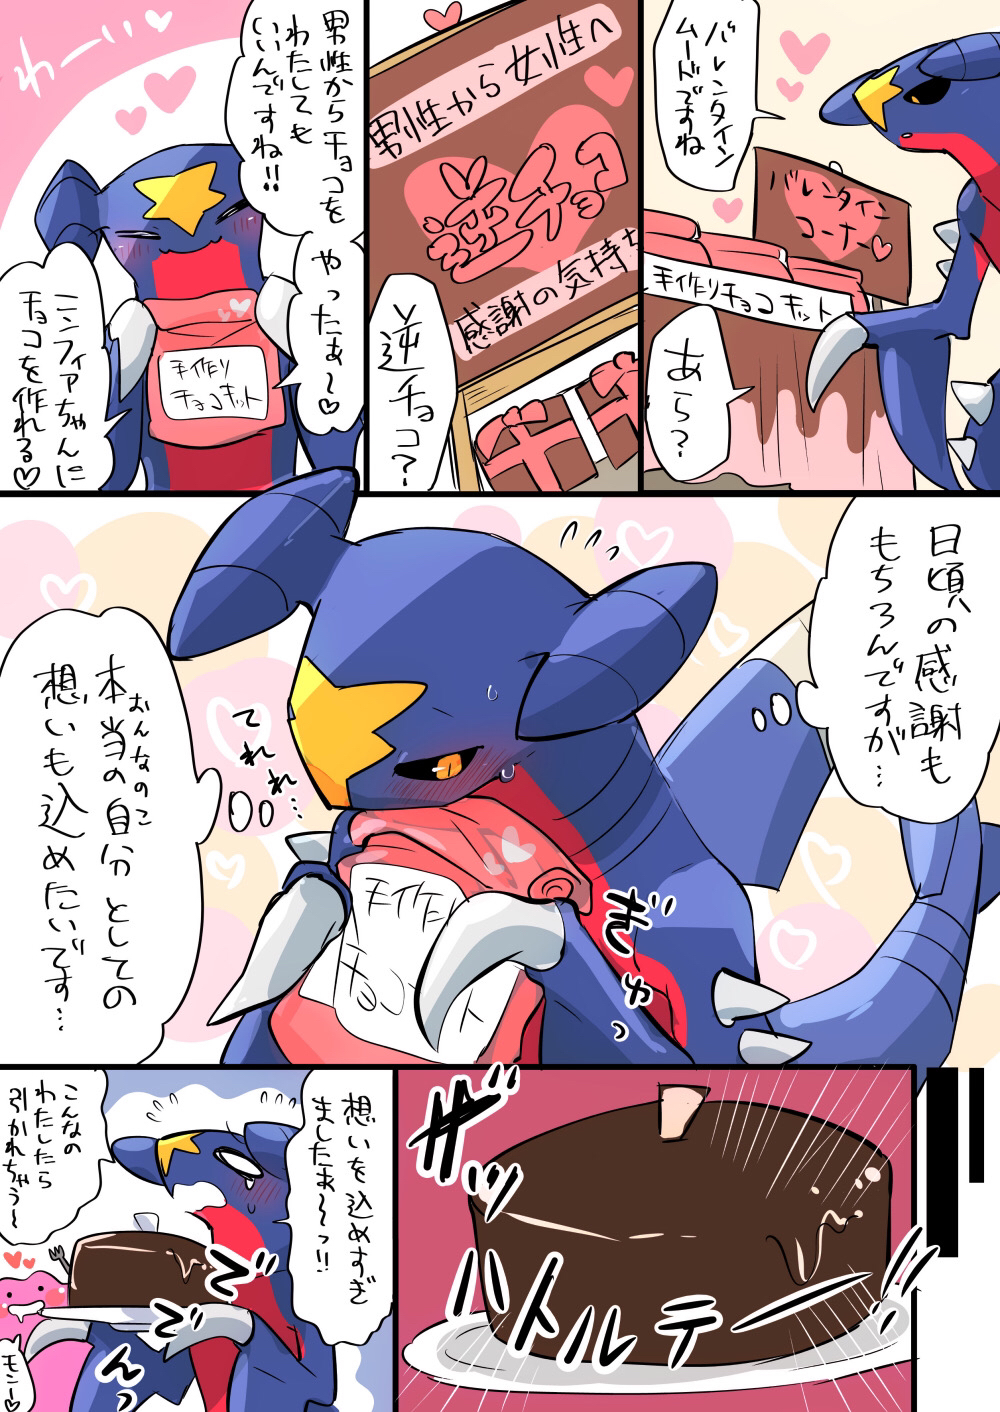 バレンタイン
ムードですね
バレンタイン
コーナー♡
手作りチョコキット
あら?
男性から女性へ
逆チョコ
感謝の気持ち
逆チョコ?
わーい
男性からチョコを
わたしても
いいんですね!!
やったぁ〜♡
手作り
チョコキット
ニンフィアちゃんに
チョコを作れる♡
日頃の感謝も
もちろんですが…
てれれれ…
ぎゅっ
手作り
本当の自分としての
おんなのこ
想いも込めたいです…
ザッハトルテー!!
想いを込めすぎ
ましたぁ〜〜っ!!
こんなの
わたしたら
引かれちゃう〜
どどんっ
モンー♡